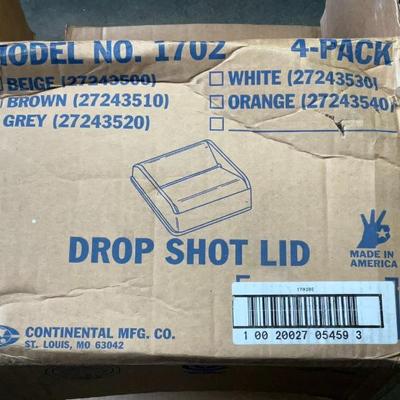 MODEL NO. 1702 4-PACK
BEIGE (27243500) WHITE (27243530)
BROWN (27243510) ORANGE (27243540)
GREY (27243520)
DROP SHOT LID
MADE IN
AMERICA
CONTINENTAL MFG. CO.
ST. LOUIS, MO 63042
1 00 20027 05459 3